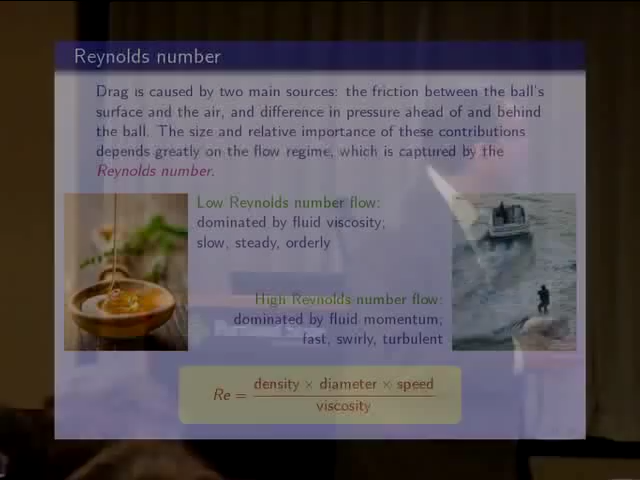 Reynolds number
Drag is caused by two main sources: the friction between the ball's
surface and the air, and difference in pressure ahead of and behind
the ball. The size and relative importance of these contributions
depends greatly on the flow regime, which is captured by the
Reynolds number.
Low Reynolds number flow:
dominated by fluid viscosity;
slow, steady, orderly
High Reynolds number flow:
dominated by fluid momentum;
fast, swirly, turbulent
Re = density × diameter × speed
viscosity